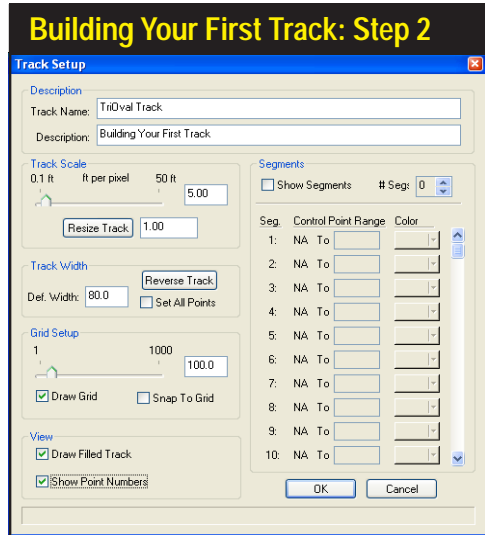 Building Your First Track: Step 2
Track Setup
Description
Track Name: TriOval Track
Description: Building Your First Track
Track Scale
0.1 ft ft per pixel 50 ft
5.00
Resize Track 1.00
Track Width
Reverse Track
Def. Width: 80.0
Set All Points
Grid Setup
1 1000
100.0
Draw Grid Snap To Grid
View
Draw Filled Track
Show Point Numbers
Segments
Show Segments # Seg: 0
Seg. Control Point Range Color
1: NA To
2: NA To
3: NA To
4: NA To
5: NA To
6: NA To
7: NA To
8: NA To
9: NA To
10: NA To
OK Cancel